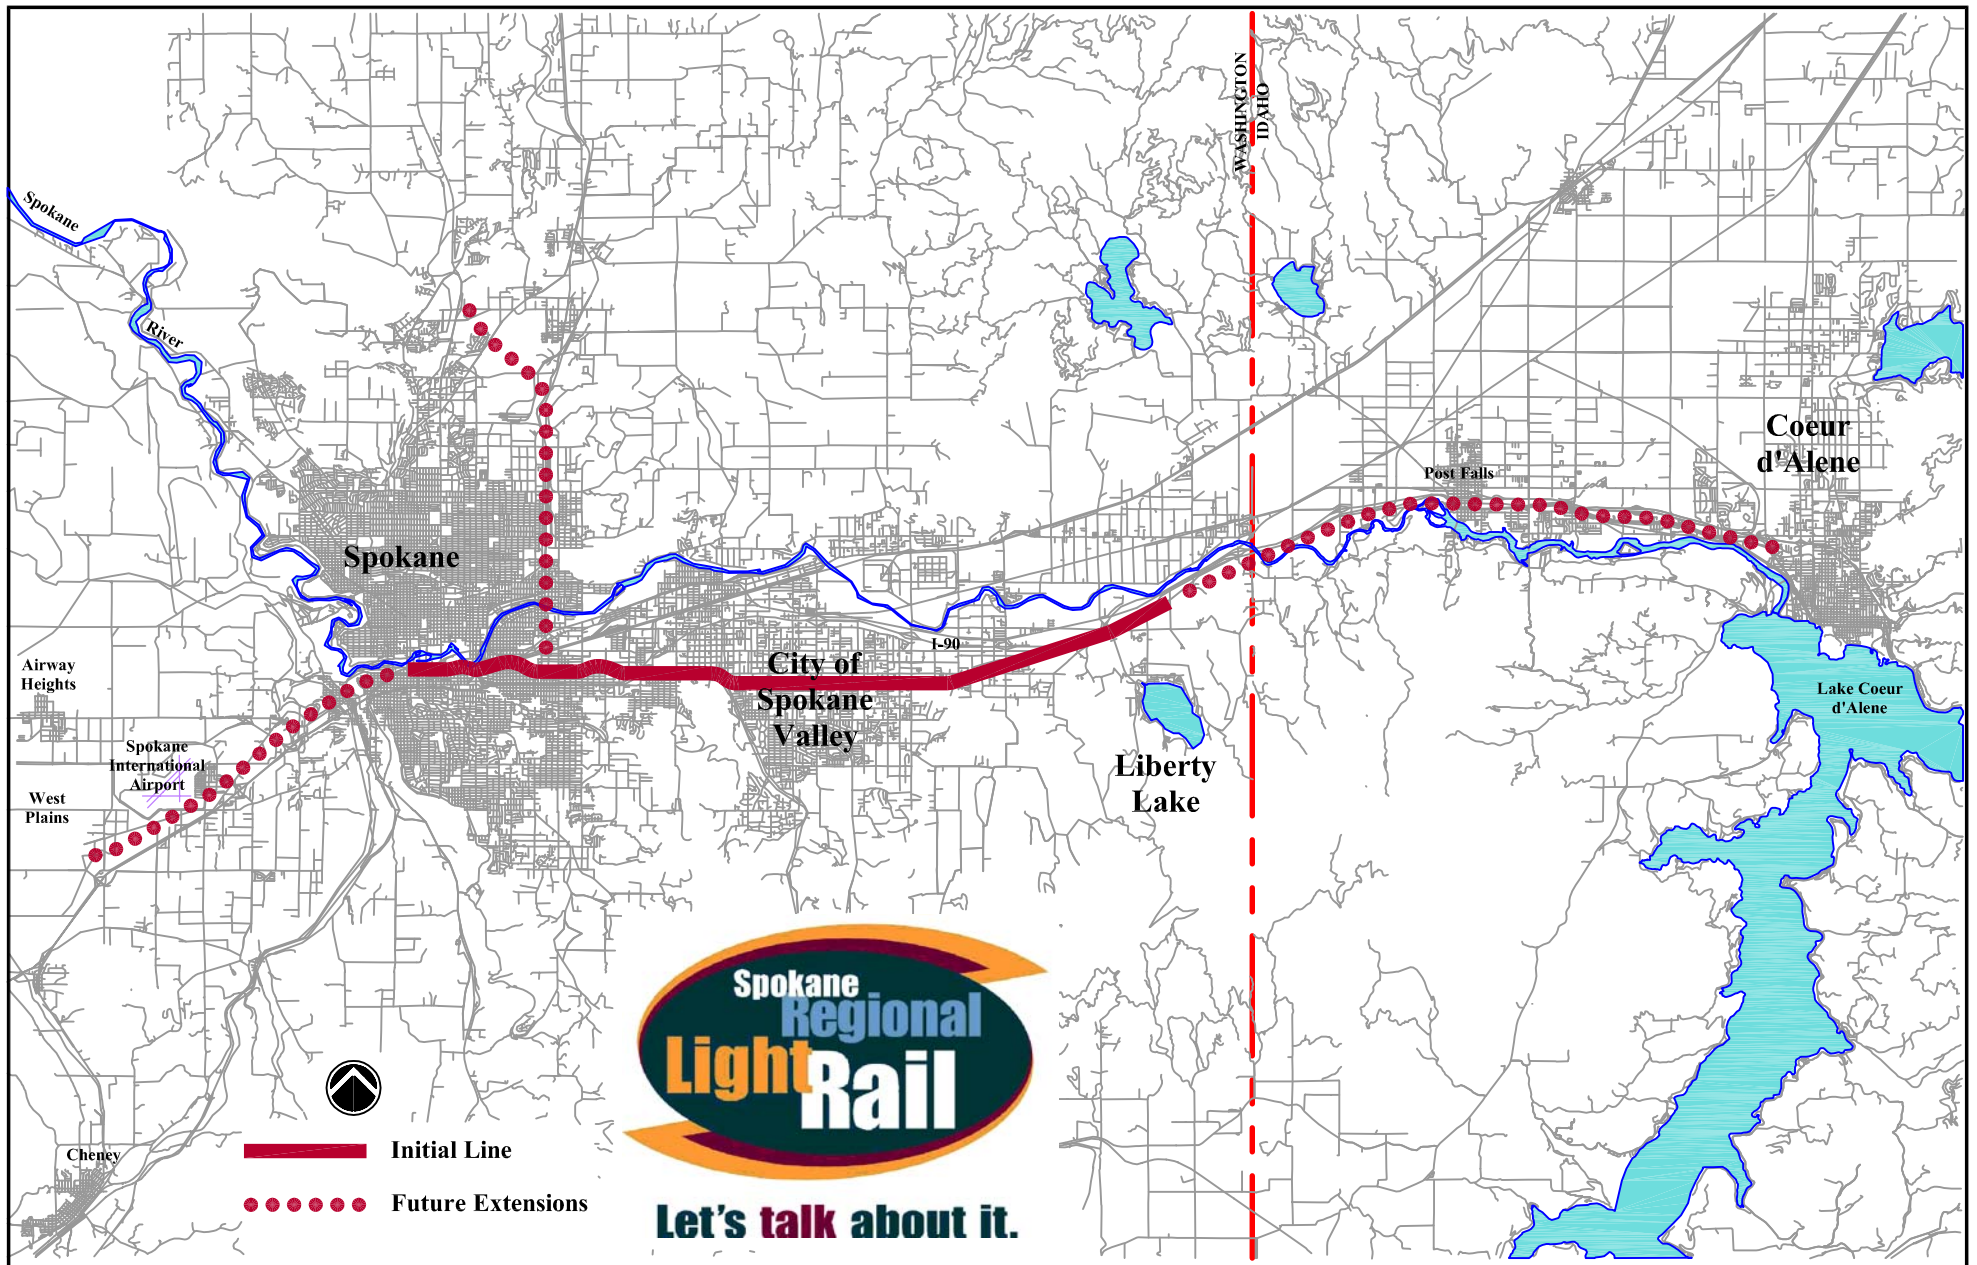 WASHINGTON
IDAHO
Spokane
River
Coeur
d'Alene
Post Falls
Spokane
I-90
City of
Spokane
Valley
Airway
Heights
Lake Coeur
d'Alene
Spokane
International
Airport
West
Plains
Liberty
Lake
Spokane
Regional
Light
Rail
Let's talk about it.
Initial Line
Cheney
Future Extensions